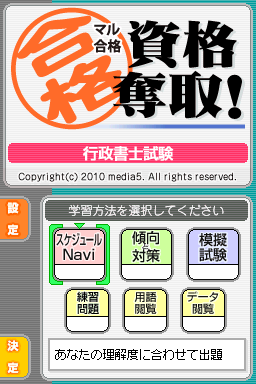 合格
マル
合格
資格
奪取!
行政書士試験
Copyright(c) 2010 media5. All rights reserved.
設定
学習方法を選択してください
スケジュール
Navi
傾向
対策
模擬
試験
練習
問題
用語
閲覧
データ
閲覧
決定
あなたの理解度に合わせて出題